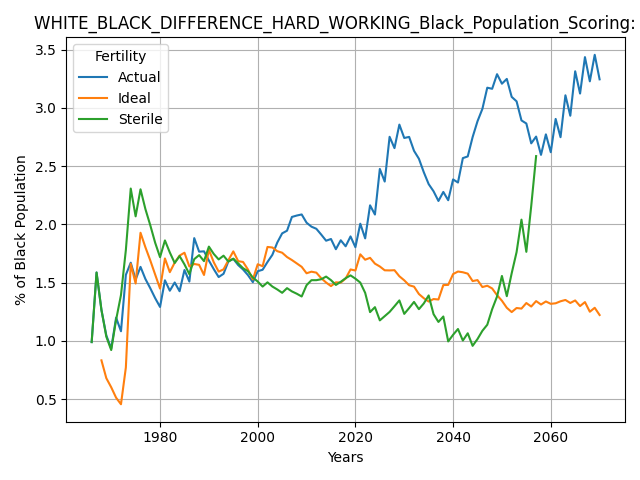 WHITE_BLACK_DIFFERENCE_HARD_WORKING_Black_Population_Scoring:
Fertility
Actual
Ideal
Sterile
3.5
3.0
2.5
2.0
1.5
1.0
0.5
% of Black Population
1980
2000
2020
2040
2060
Years